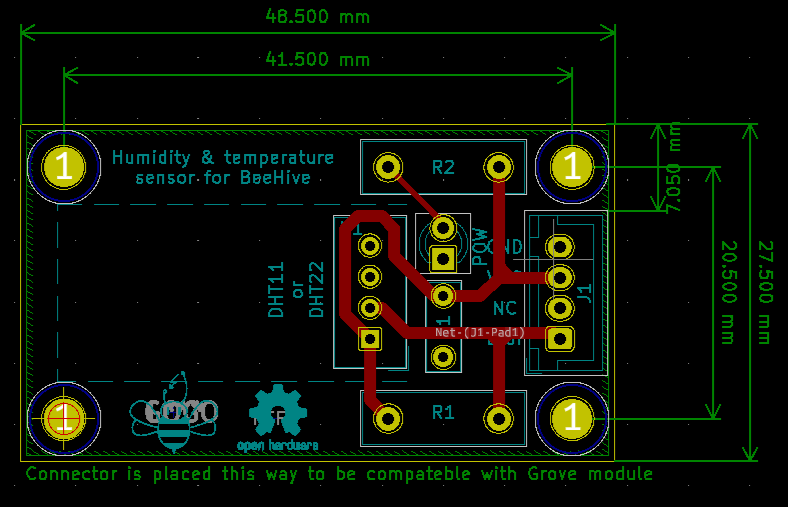 48.500 mm
41.500 mm
7.050 mm
1
1
Humidity & temperature
sensor for BeeHive
R2
POW
GND
J1
DHT11
or
DHT22
NC
Net-(J1-Pad1)
20.500 mm
27.500 mm
1
1
R1
open hardware
Connector is placed this way to be compateble with Grove module